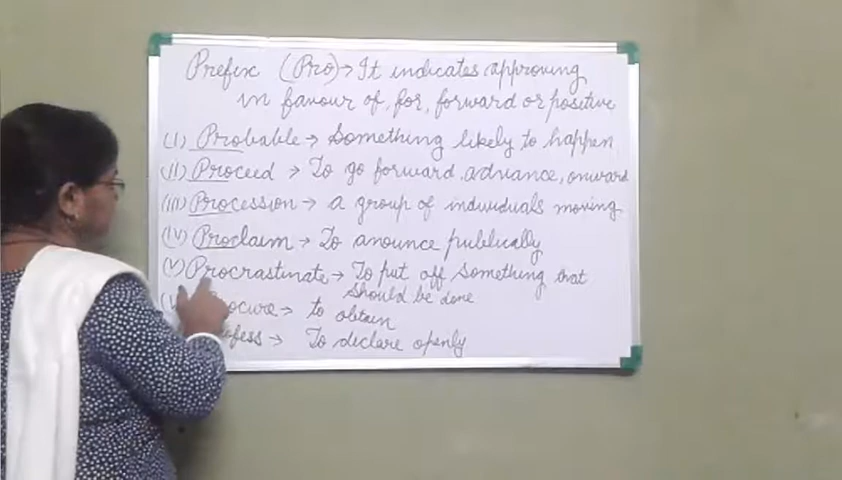 Prefix (Pro)→ It indicates approving
in favour of, for, forward or positive
(I) Probable → Something likely to happen
(II) Proceed → To go forward, advance, onward
(III) Procession → a group of individuals moving
(IV) Proclaim → To anounce publically
(V) Procrastinate → To put off something that
should be done
ocure → to obtain
ofess → To declare openly